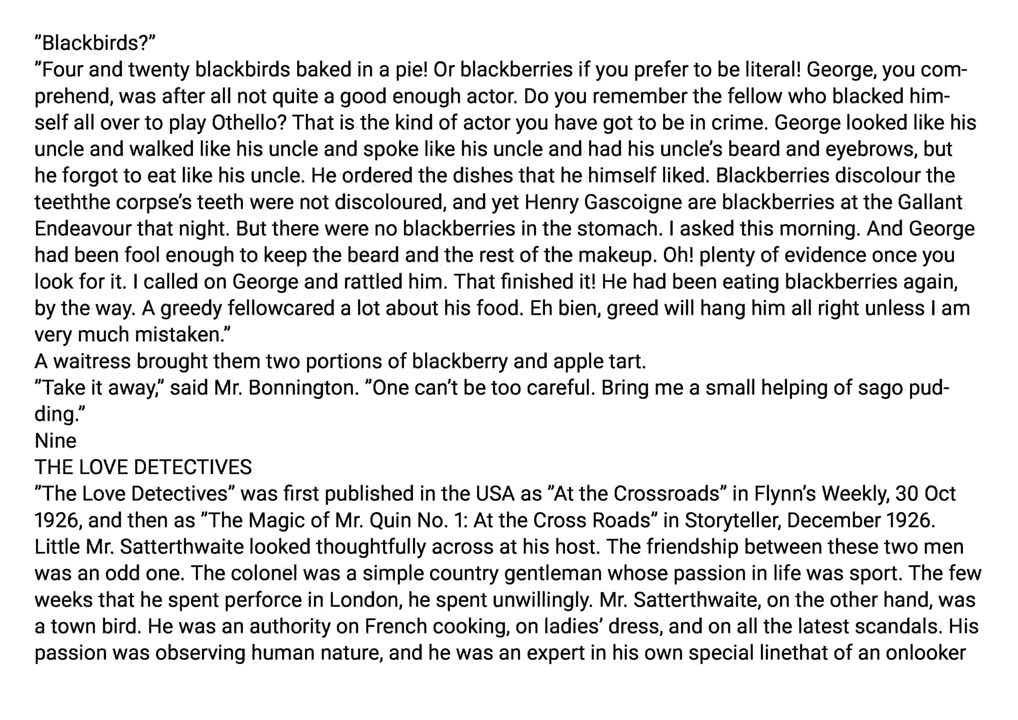 ”Blackbirds?”
”Four and twenty blackbirds baked in a pie! Or blackberries if you prefer to be literal! George, you com-
prehend, was after all not quite a good enough actor. Do you remember the fellow who blacked him-
self all over to play Othello? That is the kind of actor you have got to be in crime. George looked like his
uncle and walked like his uncle and spoke like his uncle and had his uncle’s beard and eyebrows, but
he forgot to eat like his uncle. He ordered the dishes that he himself liked. Blackberries discolour the
teeththe corpse’s teeth were not discoloured, and yet Henry Gascoigne are blackberries at the Gallant
Endeavour that night. But there were no blackberries in the stomach. I asked this morning. And George
had been fool enough to keep the beard and the rest of the makeup. Oh! plenty of evidence once you
look for it. I called on George and rattled him. That finished it! He had been eating blackberries again,
by the way. A greedy fellowcared a lot about his food. Eh bien, greed will hang him all right unless I am
very much mistaken.”
A waitress brought them two portions of blackberry and apple tart.
”Take it away,” said Mr. Bonnington. ”One can’t be too careful. Bring me a small helping of sago pud-
ding.”
Nine
THE LOVE DETECTIVES
”The Love Detectives” was first published in the USA as ”At the Crossroads” in Flynn’s Weekly, 30 Oct
1926, and then as ”The Magic of Mr. Quin No. 1: At the Cross Roads” in Storyteller, December 1926.
Little Mr. Satterthwaite looked thoughtfully across at his host. The friendship between these two men
was an odd one. The colonel was a simple country gentleman whose passion in life was sport. The few
weeks that he spent perforce in London, he spent unwillingly. Mr. Satterthwaite, on the other hand, was
a town bird. He was an authority on French cooking, on ladies’ dress, and on all the latest scandals. His
passion was observing human nature, and he was an expert in his own special linethat of an onlooker